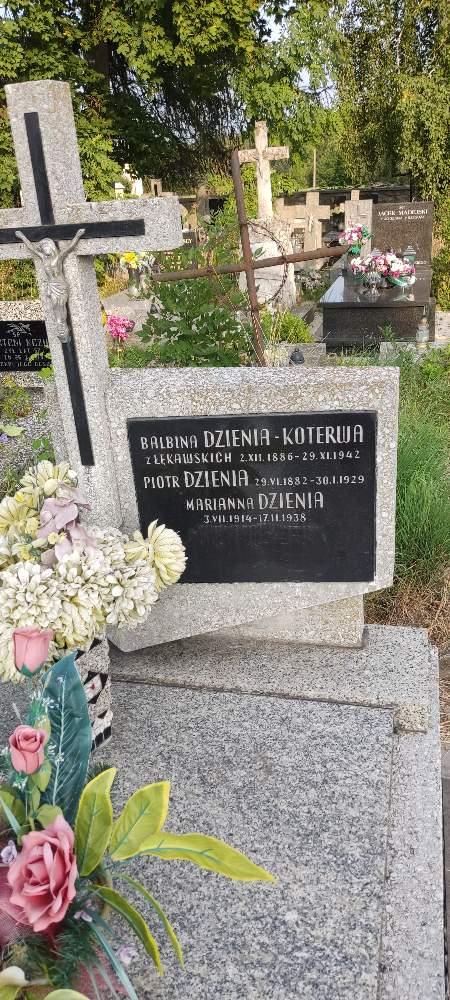 BALBINA DZIENIA - KOTERWA
Z ŁĘKAWSKICH 2.XII.1886 - 29.XI.1942
PIOTR DZIENIA 29.VI.1882 - 30.I.1929
MARIANNA DZIENIA
3.VII.1914 - 17.II.1938
JACEK MADEJSKI